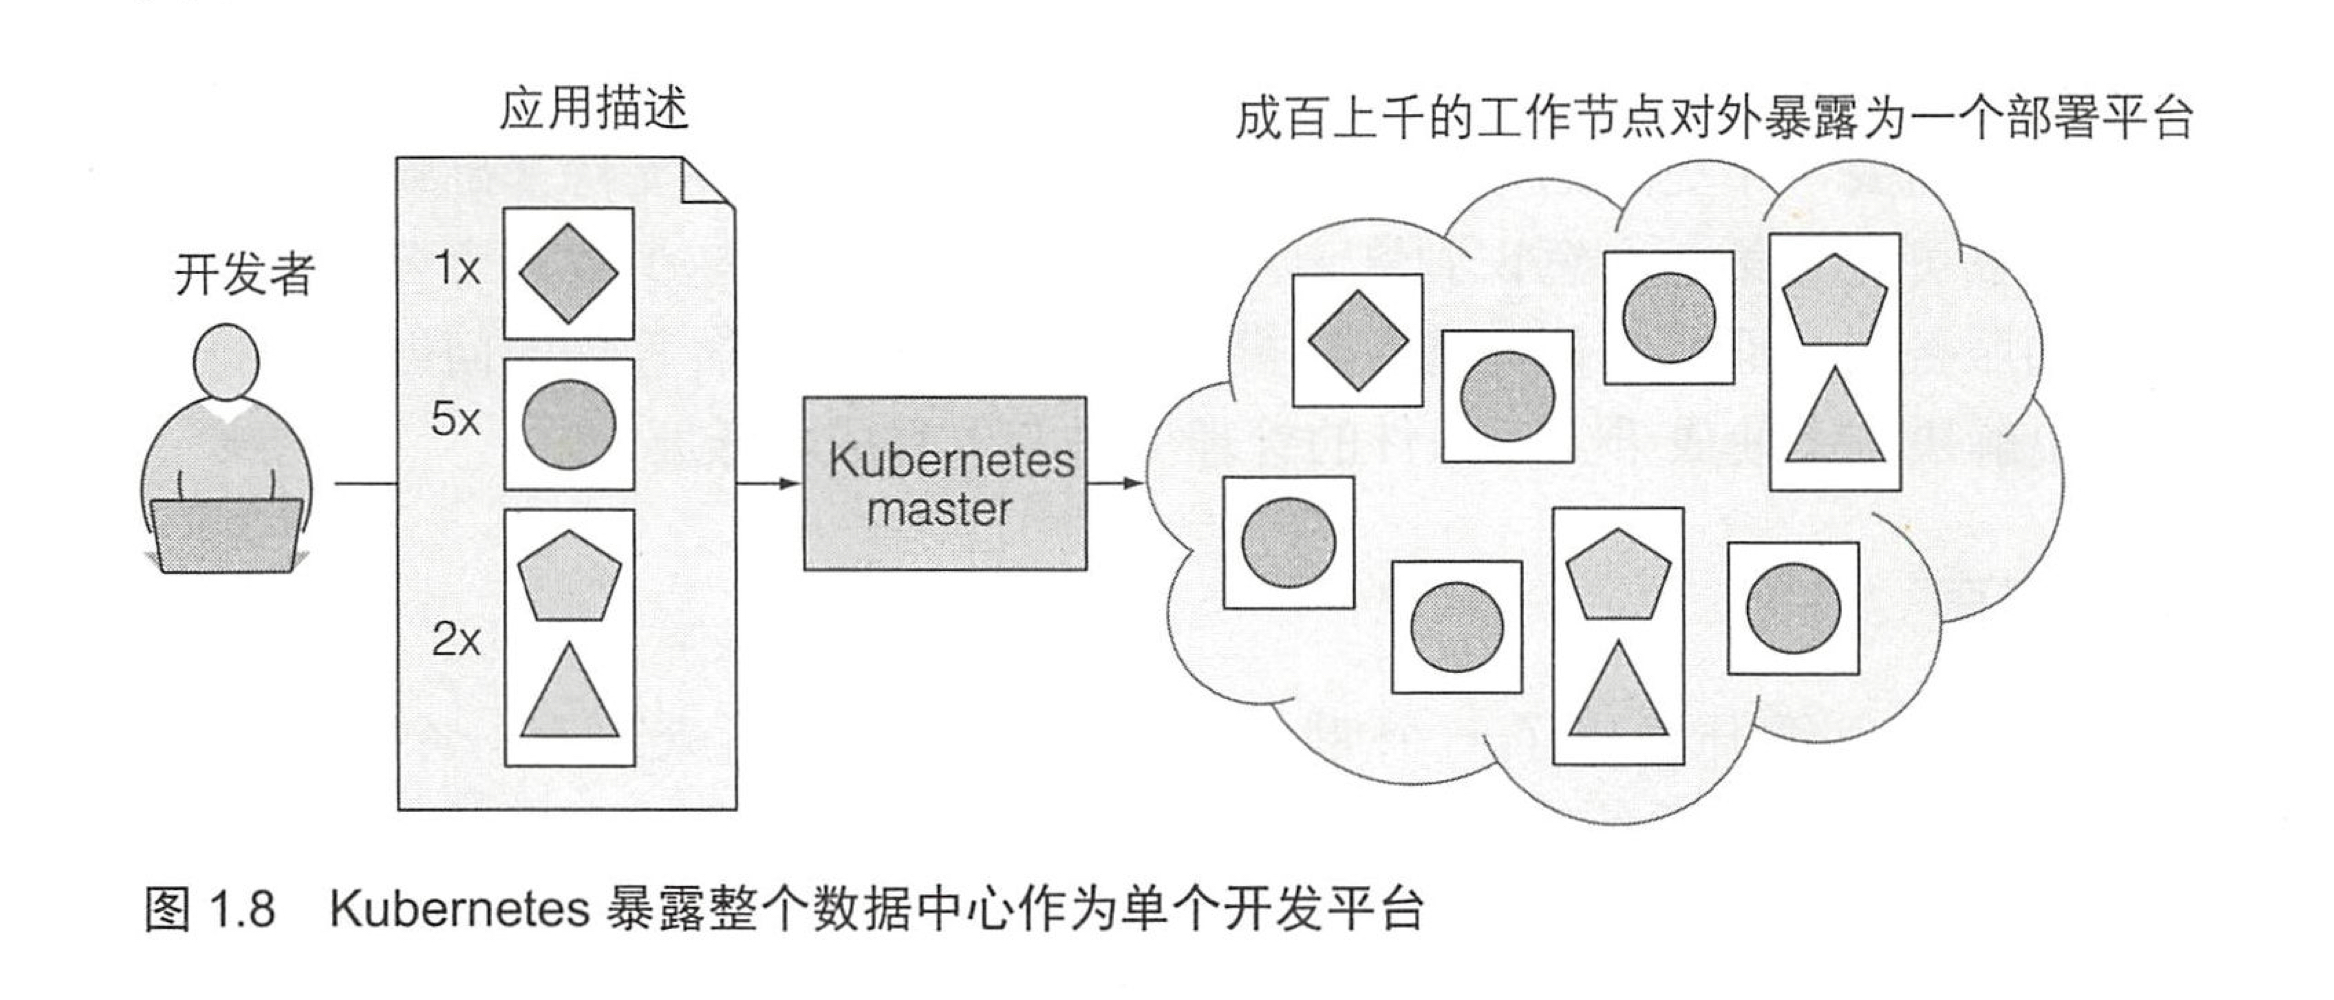 应用描述
成百上千的工作节点对外暴露为一个部署平台
开发者
1x
5x
2x
Kubernetes
master
图 1.8 Kubernetes 暴露整个数据中心作为单个开发平台